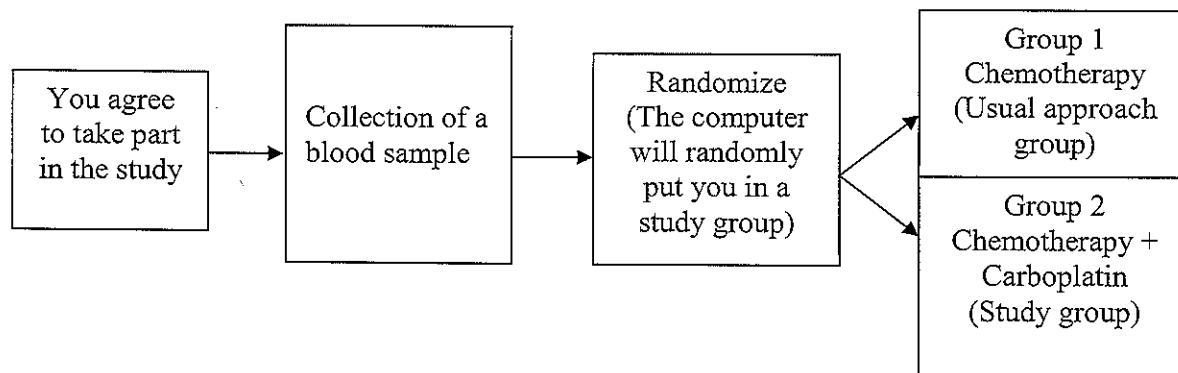 You agree
to take part
in the study
Collection of a
blood sample
Randomize
(The computer
will randomly
put you in a
study group)
Group 1
Chemotherapy
(Usual approach
group)
Group 2
Chemotherapy +
Carboplatin
(Study group)